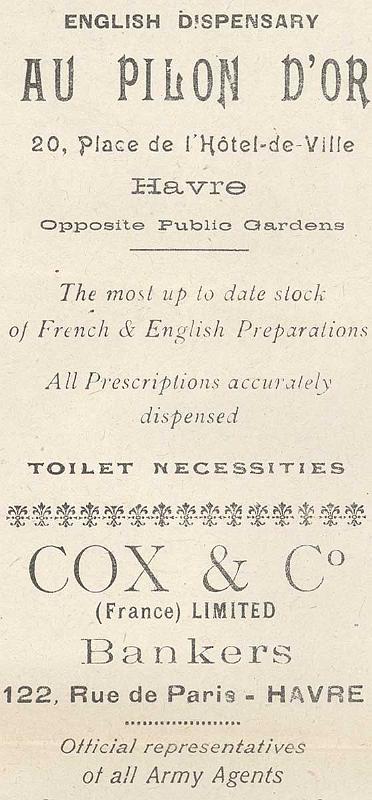 ENGLISH DISPENSARY
AU PILON D'OR
20, Place de l'Hôtel-de-Ville
Havre
Opposite Public Gardens
The most up to date stock
of French & English Preparations
All Prescriptions accurately
dispensed
TOILET NECESSITIES
COX & Cº
(France) LIMITED
Bankers
122, Rue de Paris - HAVRE
Official representatives
of all Army Agents